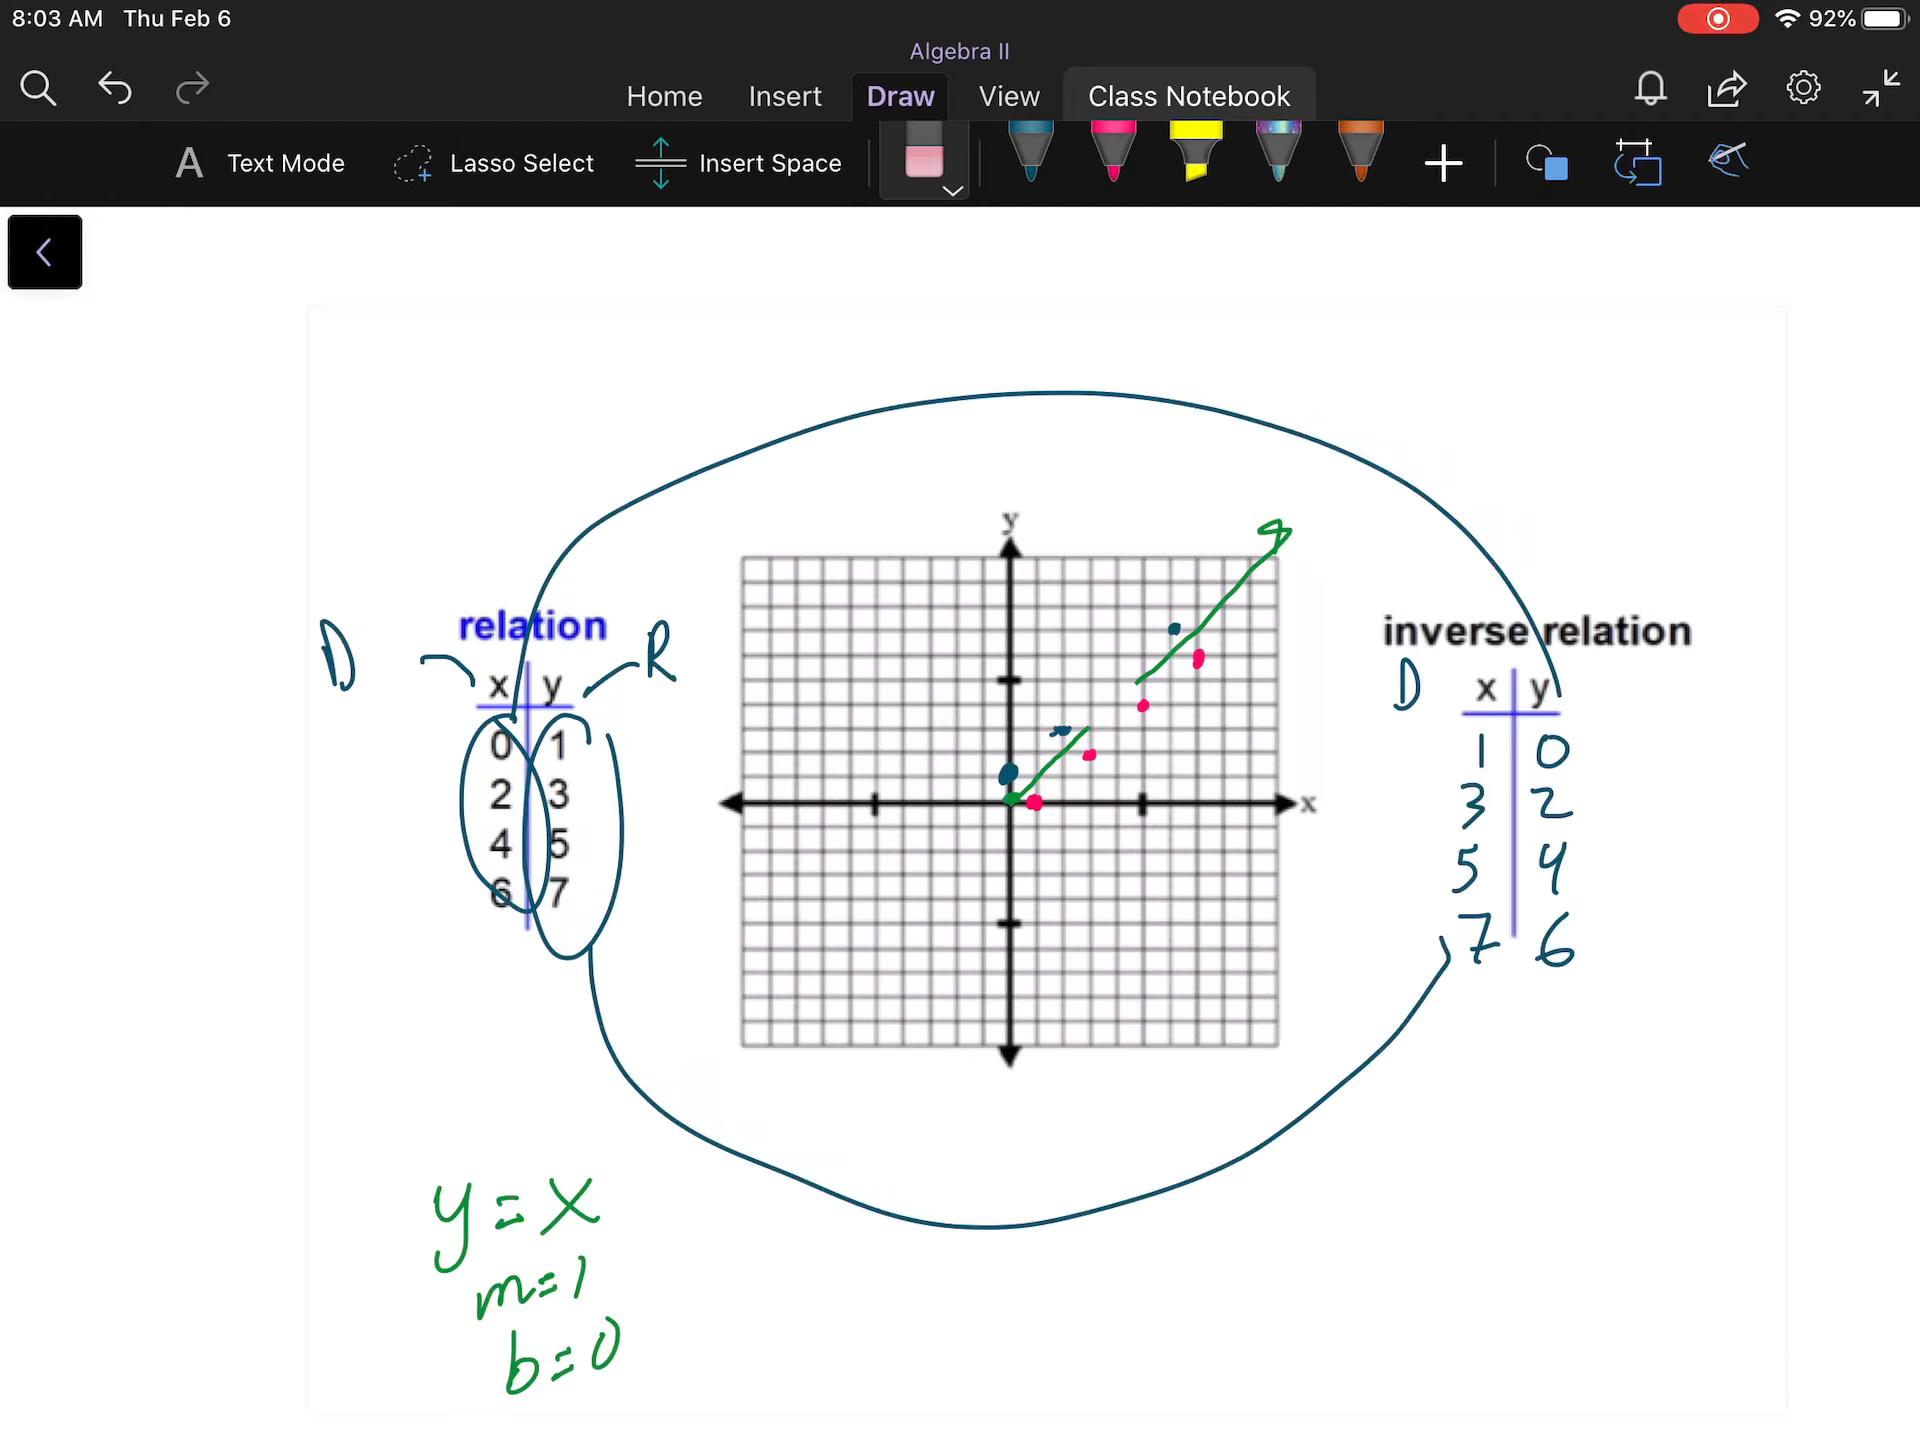 8:03 AM Thu Feb 6
92%
Algebra II
Home Insert Draw View Class Notebook
A Text Mode Lasso Select Insert Space
y
x
D relation R
x y
0 1
2 3
4 5
6 7
inverse relation
D x y
1 0
3 2
5 4
7 6
y = x
m = 1
b = 0